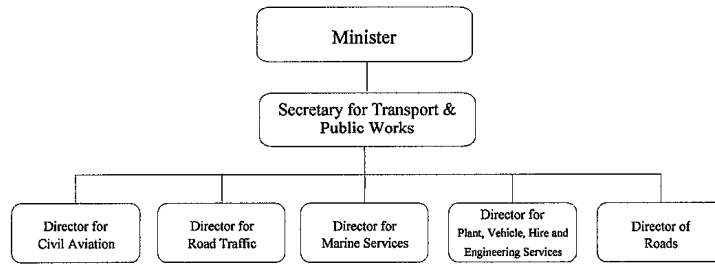 Minister
Secretary for Transport &
Public Works
Director for
Civil Aviation
Director for
Road Traffic
Director for
Marine Services
Director for
Plant, Vehicle, Hire and
Engineering Services
Director of
Roads